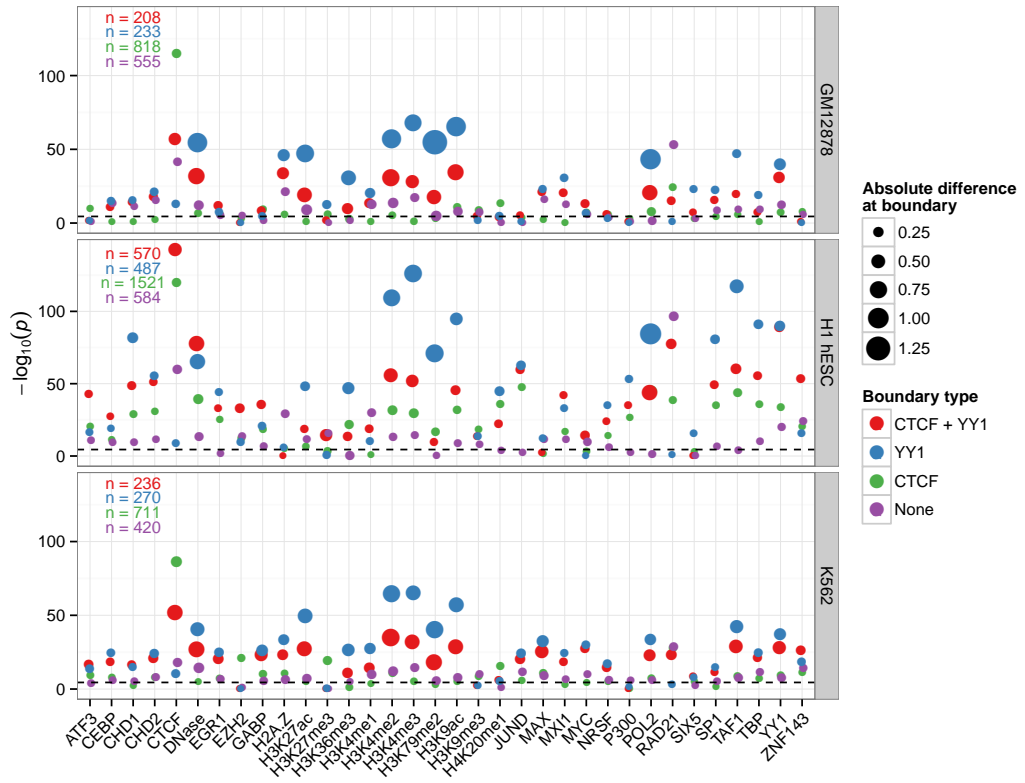 n = 208
n = 233
n = 818
n = 555
100
50
0
GM12878
n = 570
n = 487
n = 1521
n = 584
100
50
0
H1 hESC
n = 236
n = 270
n = 711
n = 420
100
50
0
K562
−log10(p)
ATF3
CEBP
CHD1
CHD2
CTCF
DNase
EGR1
EZH2
GABP
H2A.Z
H3K27ac
H3K27me3
H3K36me3
H3K4me1
H3K4me2
H3K4me3
H3K79me2
H3K9ac
H3K9me3
H4K20me1
JUND
MAX
MXI1
MYC
NRSF
P300
POL2
RAD21
SIX5
SP1
TAF1
TBP
YY1
ZNF143
Absolute difference
at boundary
0.25
0.50
0.75
1.00
1.25
Boundary type
CTCF + YY1
YY1
CTCF
None